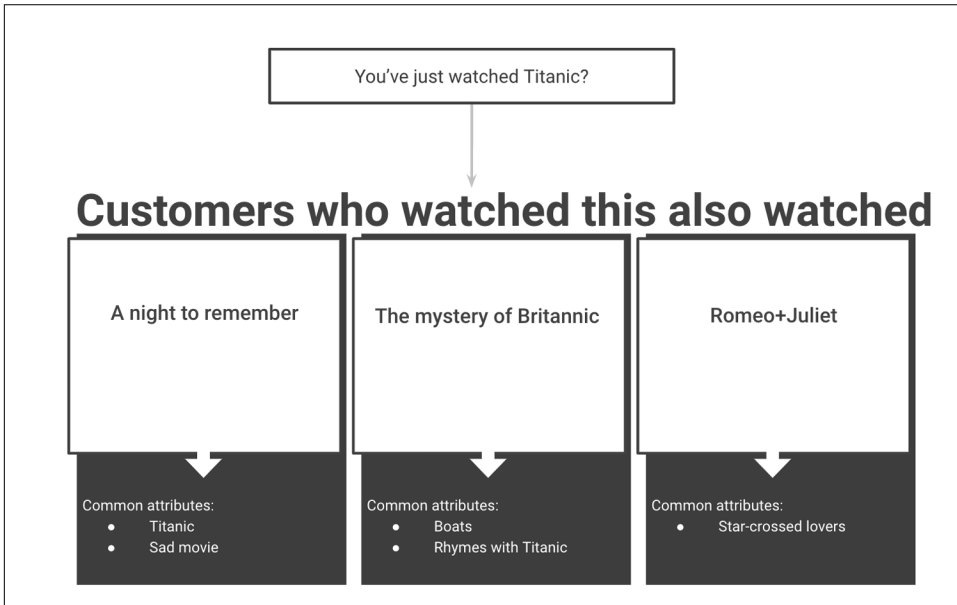 You’ve just watched Titanic?
Customers who watched this also watched
A night to remember
The mystery of Britannic
Romeo+Juliet
Common attributes:
● Titanic
● Sad movie
Common attributes:
● Boats
● Rhymes with Titanic
Common attributes:
● Star-crossed lovers